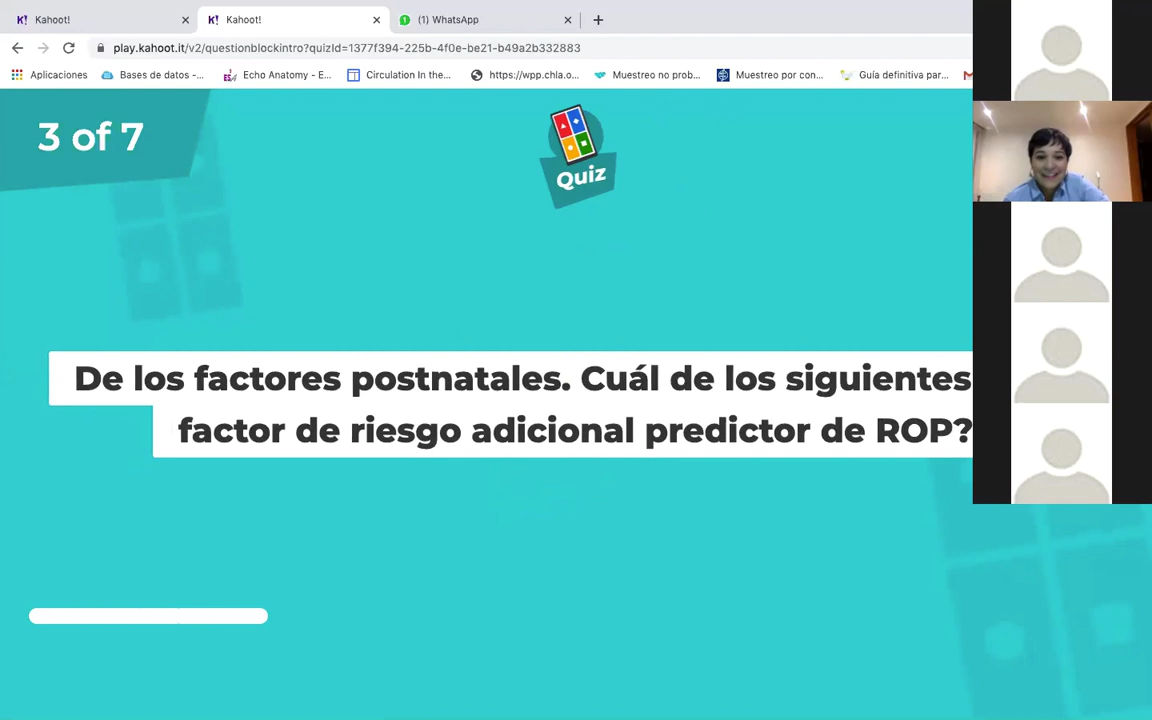 Kahoot!
Kahoot!
(1) WhatsApp
play.kahoot.it/v2/questionblockintro?quizId=1377f394-225b-4f0e-be21-b49a2b332883
Aplicaciones
Bases de datos -...
Echo Anatomy - E...
Circulation In the...
https://wpp.chla.o...
Muestreo no prob...
Muestreo por con...
Guía definitiva par...
3 of 7
Quiz
De los factores postnatales. Cuál de los siguientes
factor de riesgo adicional predictor de ROP?